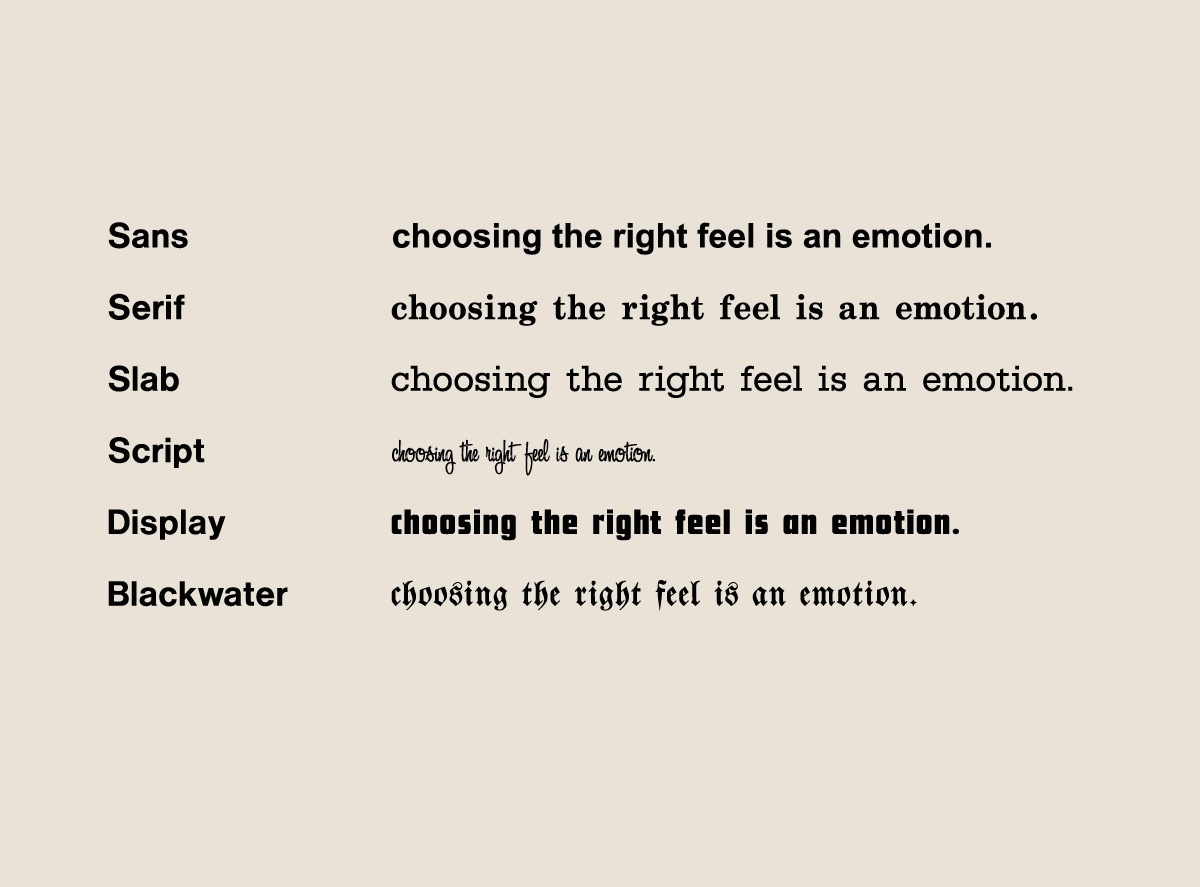 Sans choosing the right feel is an emotion.
Serif choosing the right feel is an emotion.
Slab choosing the right feel is an emotion.
Script choosing the right feel is an emotion.
Display choosing the right feel is an emotion.
Blackwater choosing the right feel is an emotion.